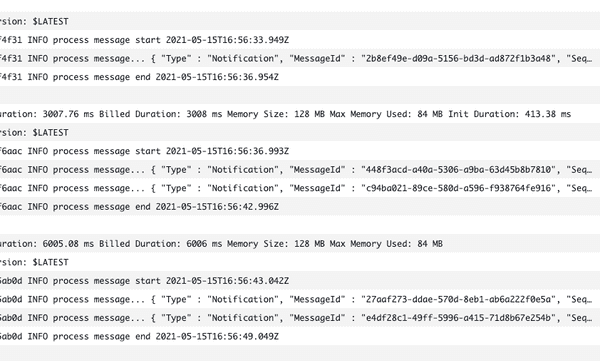 rsion: $LATEST
f4f31 INFO process message start 2021-05-15T16:56:33.949Z
f4f31 INFO process message... { "Type" : "Notification", "MessageId" : "2b8ef49e-d09a-5156-bd3d-ad872f1b3a48", "Seq…
f4f31 INFO process message end 2021-05-15T16:56:36.954Z
uration: 3007.76 ms Billed Duration: 3008 ms Memory Size: 128 MB Max Memory Used: 84 MB Init Duration: 413.38 ms
rsion: $LATEST
f6aac INFO process message start 2021-05-15T16:56:36.993Z
f6aac INFO process message... { "Type" : "Notification", "MessageId" : "448f3acd-a40a-5306-a9ba-63d45b8b7810", "Seq…
f6aac INFO process message... { "Type" : "Notification", "MessageId" : "c94ba021-89ce-580d-a596-f938764fe916", "Seq…
f6aac INFO process message end 2021-05-15T16:56:42.996Z
uration: 6005.08 ms Billed Duration: 6006 ms Memory Size: 128 MB Max Memory Used: 84 MB
rsion: $LATEST
5ab0d INFO process message start 2021-05-15T16:56:43.042Z
5ab0d INFO process message... { "Type" : "Notification", "MessageId" : "27aaf273-ddae-570d-8eb1-ab6a222f0e5a", "Seq…
5ab0d INFO process message... { "Type" : "Notification", "MessageId" : "e4df28c1-49ff-5996-a415-71d8b67e254b", "Seq…
5ab0d INFO process message end 2021-05-15T16:56:49.049Z